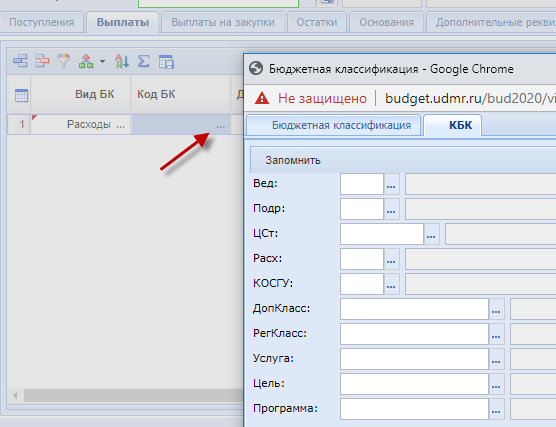 Поступления Выплаты Выплаты на закупки Остатки Основания Дополнительные рекви
Вид БК Код БК Д
1 Расходы ... ...
Бюджетная классификация - Google Chrome
Не защищено budget.udmr.ru/bud2020/vi
Бюджетная классификация КБК
Запомнить
Вед: ...
Подр: ...
ЦСт: ...
Расх: ...
КОСГУ: ...
ДопКласс: ...
РегКласс: ...
Услуга: ...
Цель: ...
Программа: ...